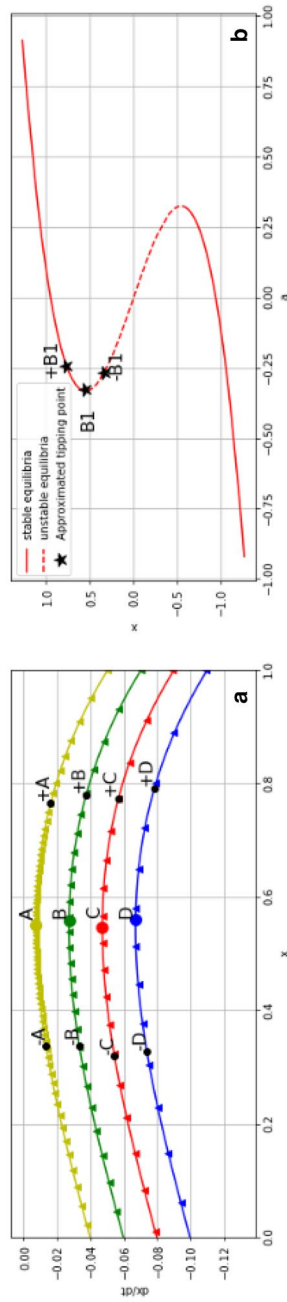 0.00
−0.02
−0.04
−0.06
−0.08
−0.10
−0.12
dx/dt
-A A +A
-B B +B
-C C +C
-D D +D
a
0.0 0.2 0.4 0.6 0.8 1.0
x
stable equilibria
unstable equilibria
Approximated tipping point
+B1
B1
-B1
b
1.0
0.5
0.0
−0.5
−1.0
x
−1.00 −0.75 −0.50 −0.25 0.00 0.25 0.50 0.75 1.00
a